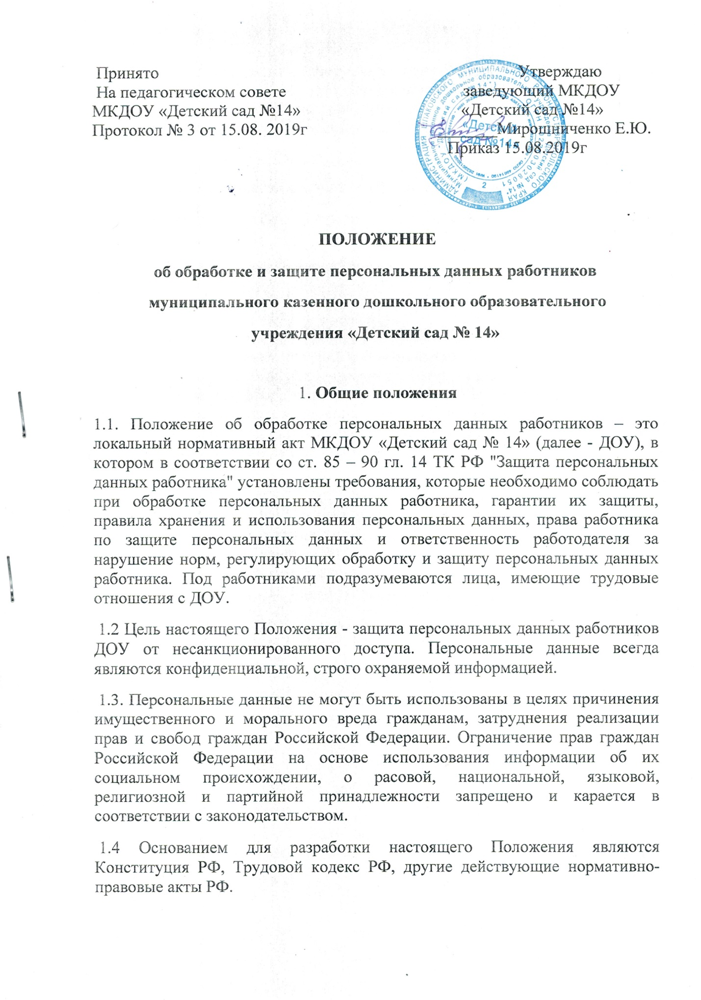 Принято
На педагогическом совете
МКДОУ «Детский сад №14»
Протокол № 3 от 15.08. 2019г
Утверждаю
заведующий МКДОУ
«Детский сад №14»
Мирошниченко Е.Ю.
Приказ 15.08.2019г
«Детский
сад №14»
2
ПОЛОЖЕНИЕ
об обработке и защите персональных данных работников
муниципального казенного дошкольного образовательного
учреждения «Детский сад № 14»
1. Общие положения
1.1. Положение об обработке персональных данных работников – это
локальный нормативный акт МКДОУ «Детский сад № 14» (далее - ДОУ), в
котором в соответствии со ст. 85 – 90 гл. 14 ТК РФ "Защита персональных
данных работника" установлены требования, которые необходимо соблюдать
при обработке персональных данных работника, гарантии их защиты,
правила хранения и использования персональных данных, права работника
по защите персональных данных и ответственность работодателя за
нарушение норм, регулирующих обработку и защиту персональных данных
работника. Под работниками подразумеваются лица, имеющие трудовые
отношения с ДОУ.
1.2 Цель настоящего Положения - защита персональных данных работников
ДОУ от несанкционированного доступа. Персональные данные всегда
являются конфиденциальной, строго охраняемой информацией.
1.3. Персональные данные не могут быть использованы в целях причинения
имущественного и морального вреда гражданам, затруднения реализации
прав и свобод граждан Российской Федерации. Ограничение прав граждан
Российской Федерации на основе использования информации об их
социальном происхождении, о расовой, национальной, языковой,
религиозной и партийной принадлежности запрещено и карается в
соответствии с законодательством.
1.4 Основанием для разработки настоящего Положения являются
Конституция РФ, Трудовой кодекс РФ, другие действующие нормативно-
правовые акты РФ.